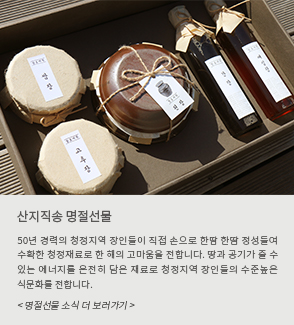 쌈장
고추장
된장
산지직송 명절선물
50년 경력의 청정지역 장인들이 직접 손으로 한땀 한땀 정성들여
수확한 청정재료로 한 해의 고마움을 전합니다. 땅과 공기가 줄 수
있는 에너지를 온전히 담은 재료로 청정지역 장인들의 수준높은
식문화를 전합니다.
<명절선물 소식 더 보러가기 >